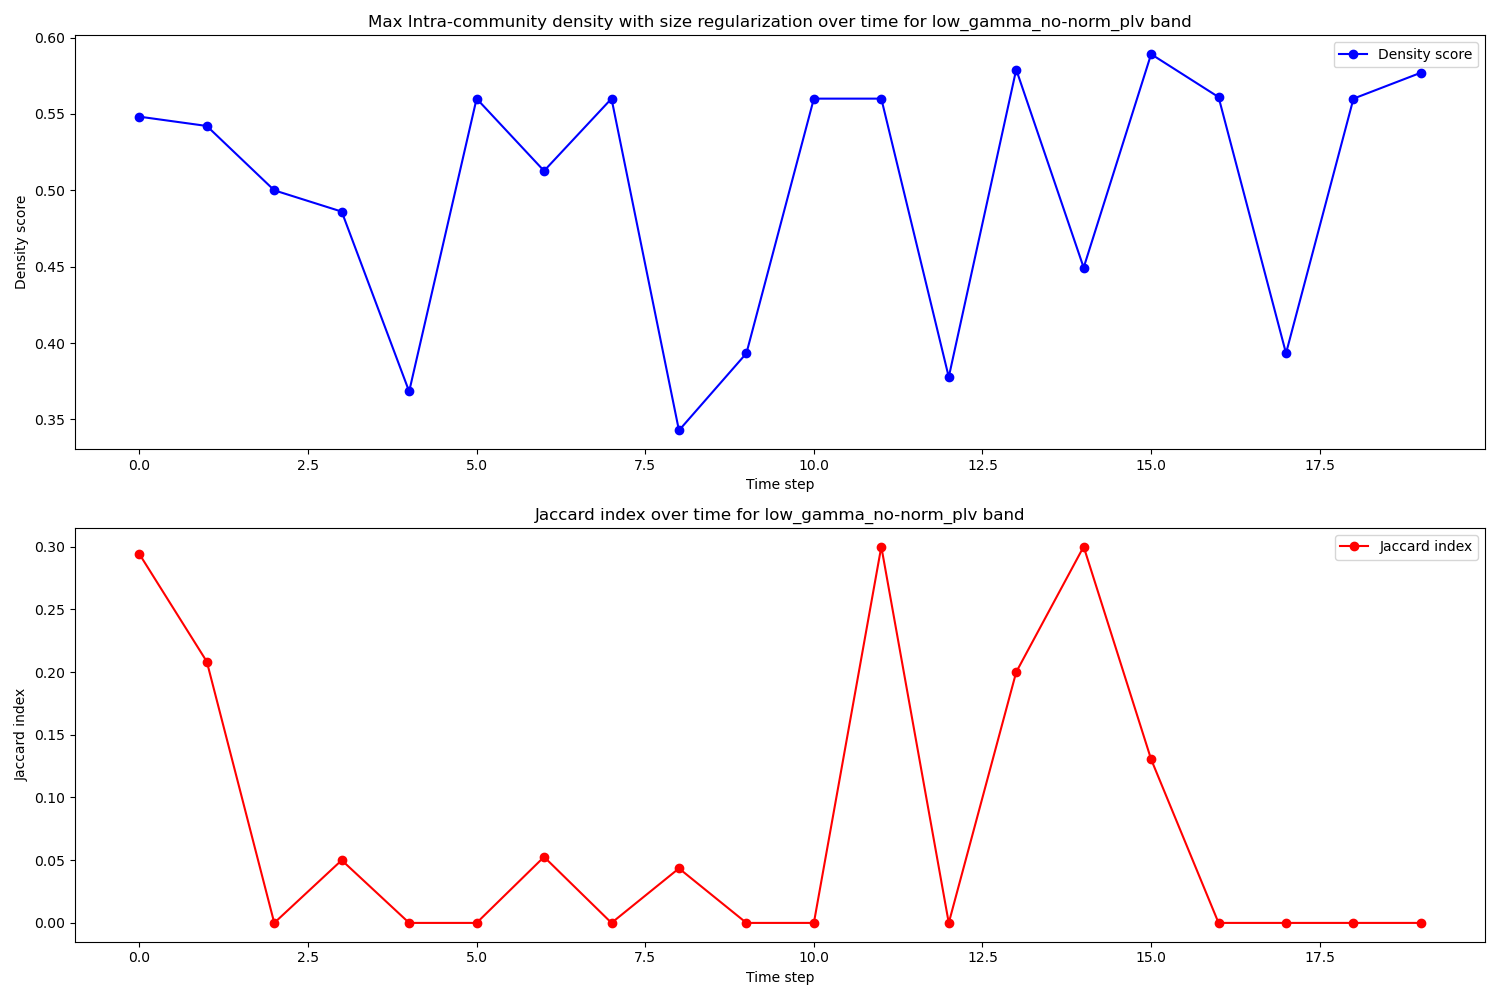 Max Intra-community density with size regularization over time for low_gamma_no-norm_plv band
Density score
0.60
0.55
0.50
0.45
0.40
0.35
Density score
0.0 2.5 5.0 7.5 10.0 12.5 15.0 17.5
Time step
Jaccard index over time for low_gamma_no-norm_plv band
Jaccard index
0.30
0.25
0.20
0.15
0.10
0.05
0.00
Jaccard index
0.0 2.5 5.0 7.5 10.0 12.5 15.0 17.5
Time step